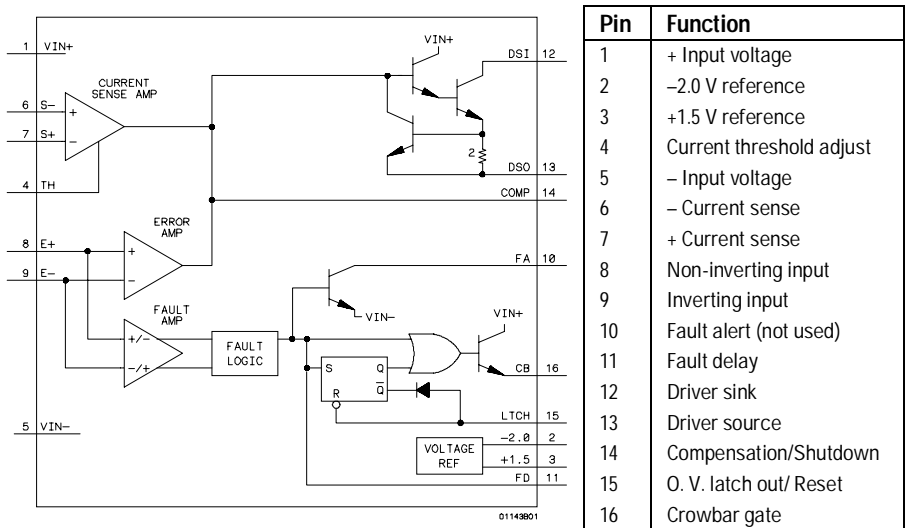 1 VIN+
CURRENT
SENSE AMP
6 S-
+
7 S+
-
4 TH
ERROR
AMP
8 E+
+
9 E-
-
FAULT
AMP
+/-
-/+
FAULT
LOGIC
5 VIN-
VIN+
DSI 12
2
DSO 13
COMP 14
FA 10
VIN-
VIN+
S Q
R Q
CB 16
LTCH 15
VOLTAGE
REF
-2.0 2
+1.5 3
FD 11
01143B01
Pin Function
1 + Input voltage
2 –2.0 V reference
3 +1.5 V reference
4 Current threshold adjust
5 – Input voltage
6 – Current sense
7 + Current sense
8 Non-inverting input
9 Inverting input
10 Fault alert (not used)
11 Fault delay
12 Driver sink
13 Driver source
14 Compensation/Shutdown
15 O. V. latch out/ Reset
16 Crowbar gate